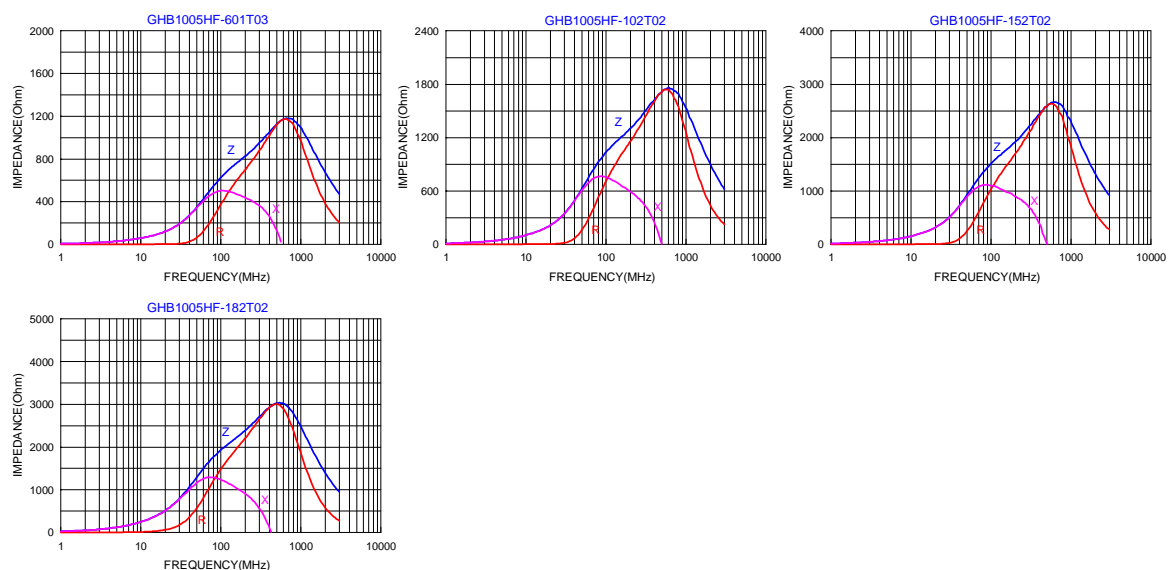 GHB1005HF-601T03
2000
1600
1200
800
400
0
IMPEDANCE(Ohm)
Z
X
R
1 10 100 1000 10000
FREQUENCY(MHz)
GHB1005HF-102T02
2400
1800
1200
600
0
IMPEDANCE(Ohm)
Z
X
R
1 10 100 1000 10000
FREQUENCY(MHz)
GHB1005HF-152T02
4000
3000
2000
1000
0
IMPEDANCE(Ohm)
Z
X
R
1 10 100 1000 10000
FREQUENCY(MHz)
GHB1005HF-182T02
5000
4000
3000
2000
1000
0
IMPEDANCE(Ohm)
Z
X
R
1 10 100 1000 10000
FREQUENCY(MHz)